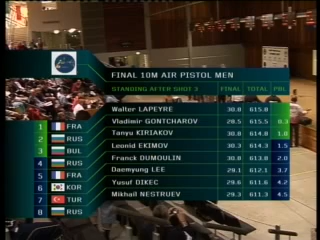 FINAL 10M AIR PISTOL MEN
STANDING AFTER SHOT 3 FINAL TOTAL PBL
1 FRA Walter LAPEYRE 30.8 615.8
2 RUS Vladimir GONTCHAROV 28.5 615.5 0.3
3 BUL Tanyu KIRIAKOV 30.8 614.8 1.0
4 RUS Leonid EKIMOV 30.3 614.3 1.5
5 FRA Franck DUMOULIN 30.8 613.8 2.0
6 KOR Daemyung LEE 29.1 612.1 3.7
7 TUR Yusuf DIKEC 29.6 611.6 4.2
8 RUS Mikhail NESTRUEV 29.3 611.3 4.5